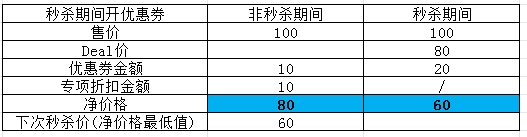 秒杀期间开优惠券 非秒杀期间 秒杀期间
售价 100 100
Deal价 80
优惠券金额 10 20
专项折扣金额 10 /
净价格 80 60
下次秒杀价(净价格最低值) 60